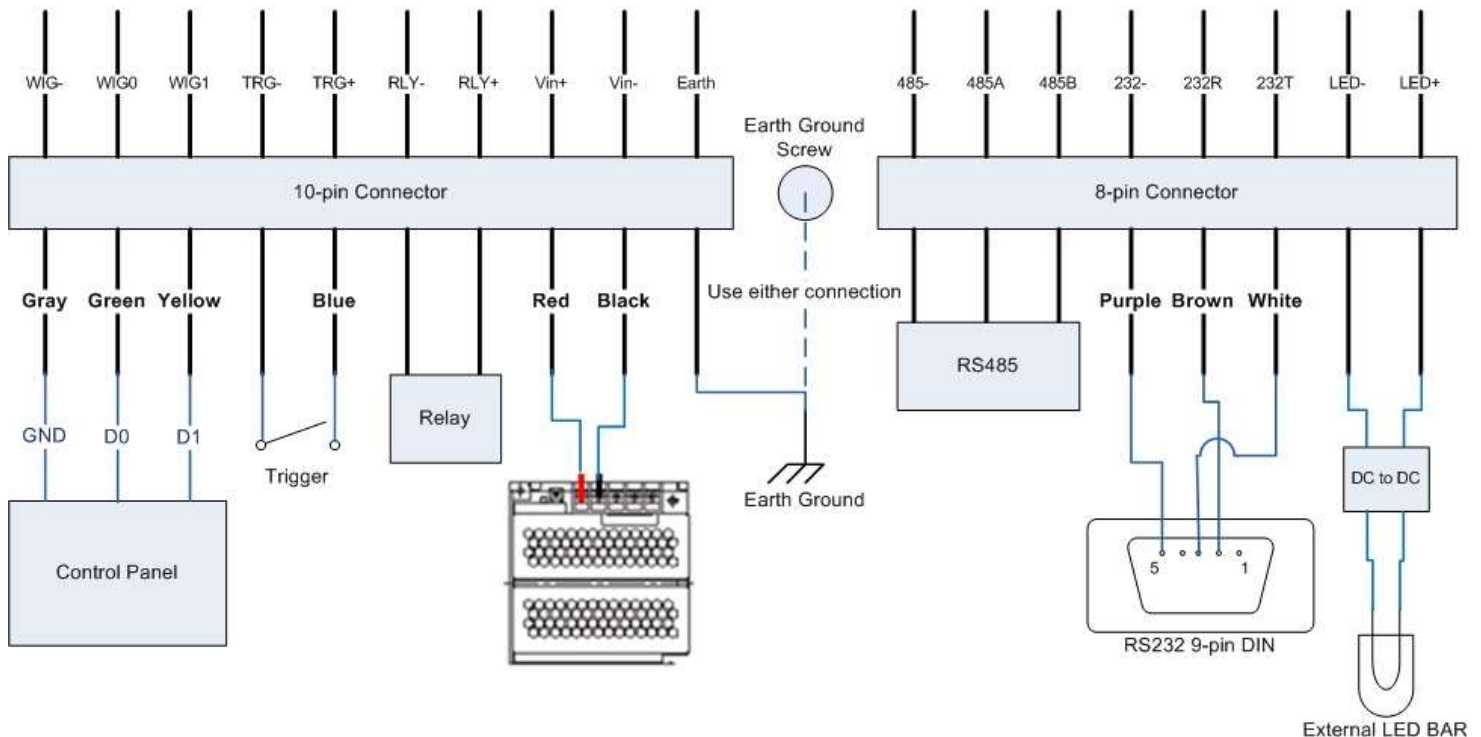 WIG- WIG0 WIG1 TRG- TRG+ RLY- RLY+ Vin+ Vin- Earth
485- 485A 485B 232- 232R 232T LED- LED+
Earth Ground
Screw
10-pin Connector
8-pin Connector
Gray Green Yellow Blue Red Black
Use either connection
Purple Brown White
RS485
Relay
GND D0 D1
Trigger
Earth Ground
DC to DC
Control Panel
5 1
RS232 9-pin DIN
External LED BAR